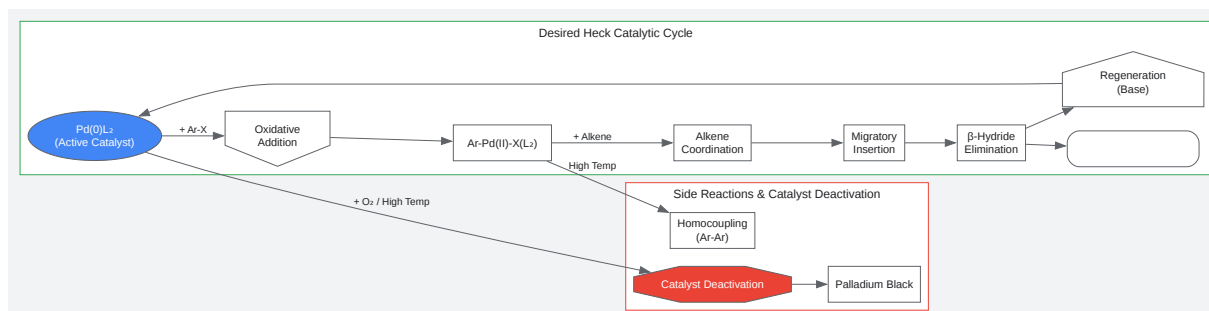 Desired Heck Catalytic Cycle
Regeneration
(Base)
Pd(0)L₂
(Active Catalyst)
+ Ar-X
Oxidative
Addition
Ar-Pd(II)-X(L₂)
+ Alkene
Alkene
Coordination
Migratory
Insertion
β-Hydride
Elimination
High Temp
+ O₂ / High Temp
Side Reactions & Catalyst Deactivation
Homocoupling
(Ar-Ar)
Catalyst Deactivation
Palladium Black